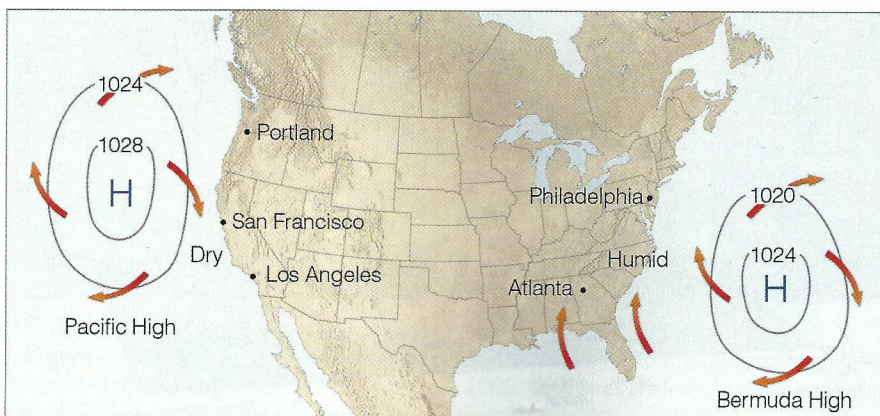 1024
1028
H
Portland
San Francisco
Dry
Los Angeles
Pacific High
Philadelphia
1020
1024
Humid
H
Atlanta
Bermuda High